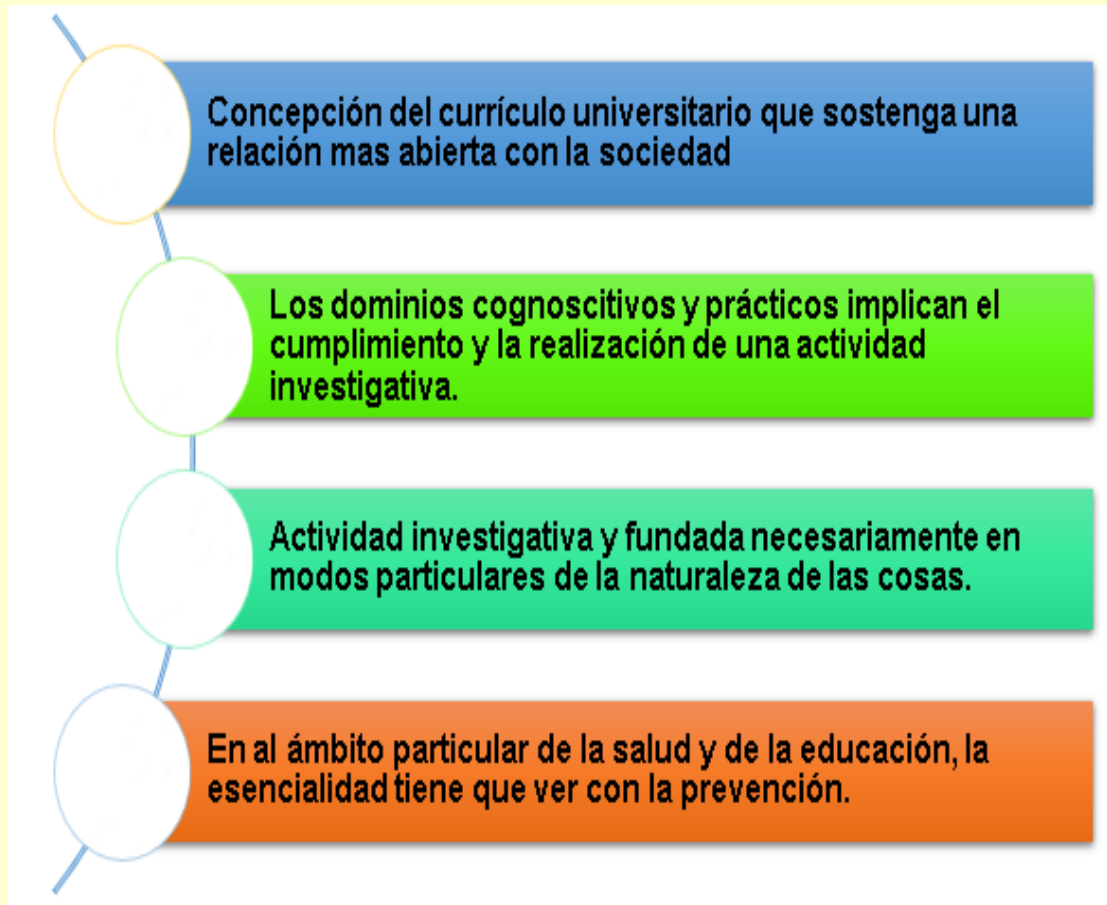 Concepción del currículo universitario que sostenga una
relación mas abierta con la sociedad
Los dominios cognoscitivos y prácticos implican el
cumplimiento y la realización de una actividad
investigativa.
Actividad investigativa y fundada necesariamente en
modos particulares de la naturaleza de las cosas.
En al ámbito particular de la salud y de la educación, la
esencialidad tiene que ver con la prevención.